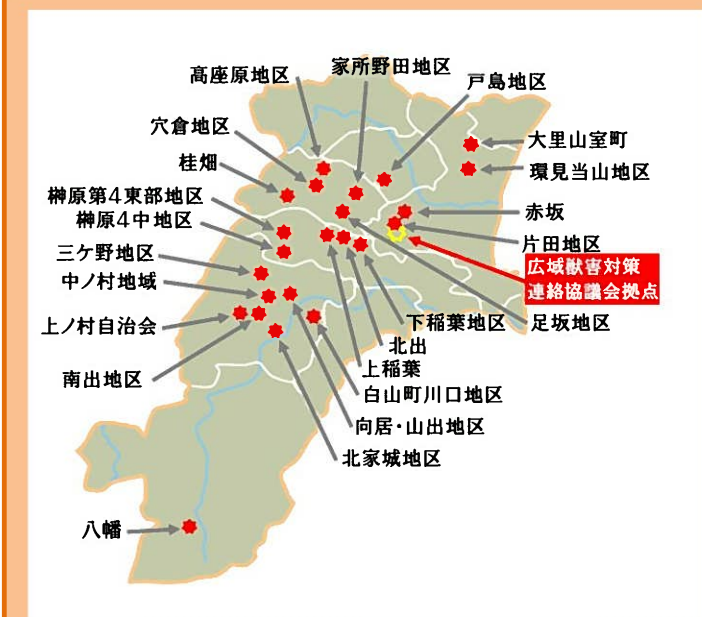 家所野田地区
高座原地区
戸島地区
穴倉地区
大里山室町
桂畑
環見当山地区
榊原第4東部地区
赤坂
榊原4中地区
片田地区
三ケ野地区
広域獣害対策
連絡協議会拠点
中ノ村地域
上ノ村自治会
下稲葉地区
足坂地区
北出
上稲葉
南出地区
白山町川口地区
向居・山出地区
北家城地区
八幡